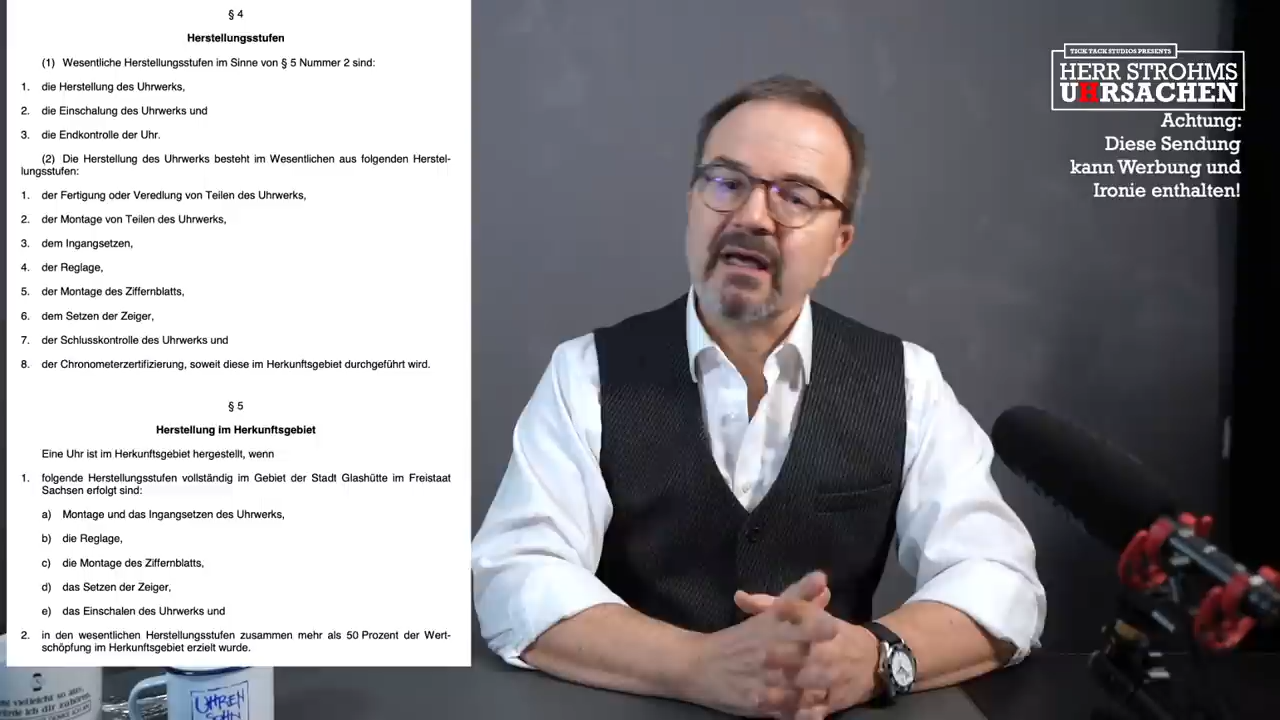 § 4
Herstellungsstufen
(1) Wesentliche Herstellungsstufen im Sinne von § 5 Nummer 2 sind:
1. die Herstellung des Uhrwerks,
2. die Einschalung des Uhrwerks und
3. die Endkontrolle der Uhr.
(2) Die Herstellung des Uhrwerks besteht im Wesentlichen aus folgenden Herstel-
lungsstufen:
1. der Fertigung oder Veredlung von Teilen des Uhrwerks,
2. der Montage von Teilen des Uhrwerks,
3. dem Ingangsetzen,
4. der Reglage,
5. der Montage des Ziffernblatts,
6. dem Setzen der Zeiger,
7. der Schlusskontrolle des Uhrwerks und
8. der Chronometerzertifizierung, soweit diese im Herkunftsgebiet durchgeführt wird.
§ 5
Herstellung im Herkunftsgebiet
Eine Uhr ist im Herkunftsgebiet hergestellt, wenn
1. folgende Herstellungsstufen vollständig im Gebiet der Stadt Glashütte im Freistaat
Sachsen erfolgt sind:
a) Montage und das Ingangsetzen des Uhrwerks,
b) die Reglage,
c) die Montage des Ziffernblatts,
d) das Setzen der Zeiger,
e) das Einschalen des Uhrwerks und
2. in den wesentlichen Herstellungsstufen zusammen mehr als 50 Prozent der Wert-
schöpfung im Herkunftsgebiet erzielt wurde.
TICK TACK STUDIOS PRESENTS
HERR STROHMS
UHRSACHEN
Achtung:
Diese Sendung
kann Werbung und
Ironie enthalten!
vielleicht so aus,
ich dir zuhören
UHREN
SOHN